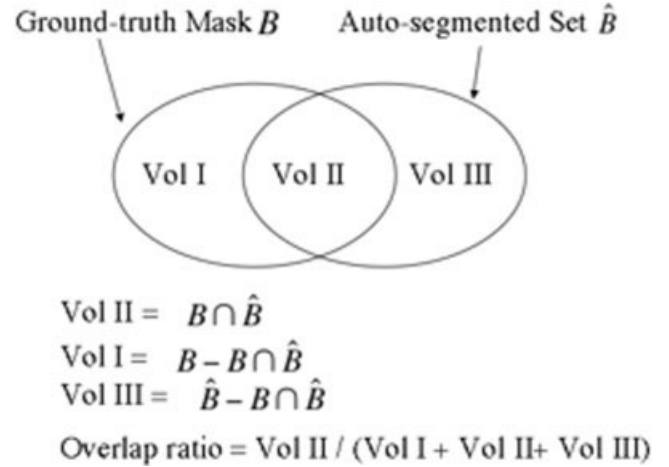 Ground-truth Mask B Auto-segmented Set B̂
Vol I Vol II Vol III
Vol II = B ∩ B̂
Vol I = B – B ∩ B̂
Vol III = B̂ – B ∩ B̂
Overlap ratio = Vol II / (Vol I + Vol II+ Vol III)